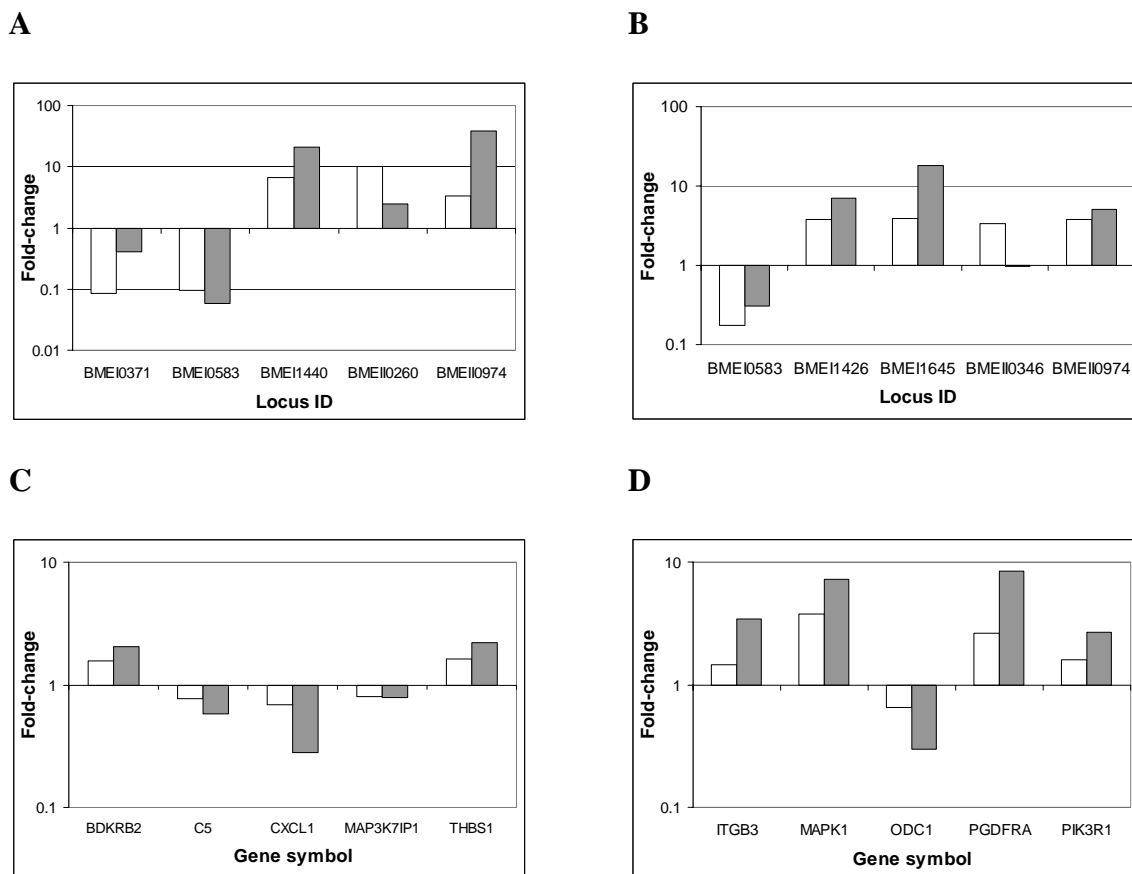 A
B
100
10
1
0.1
0.01
Fold-change
BMEI0371 BMEI0583 BMEI1440 BMEII0260 BMEII0974
Locus ID
100
10
1
0.1
Fold-change
BMEI0583 BMEI1426 BMEI1645 BMEII0346 BMEII0974
Locus ID
C
D
10
1
0.1
Fold-change
BDKRB2 C5 CXCL1 MAP3K7IP1 THBS1
Gene symbol
10
1
0.1
Fold-change
ITGB3 MAPK1 ODC1 PGDFRA PIK3R1
Gene symbol